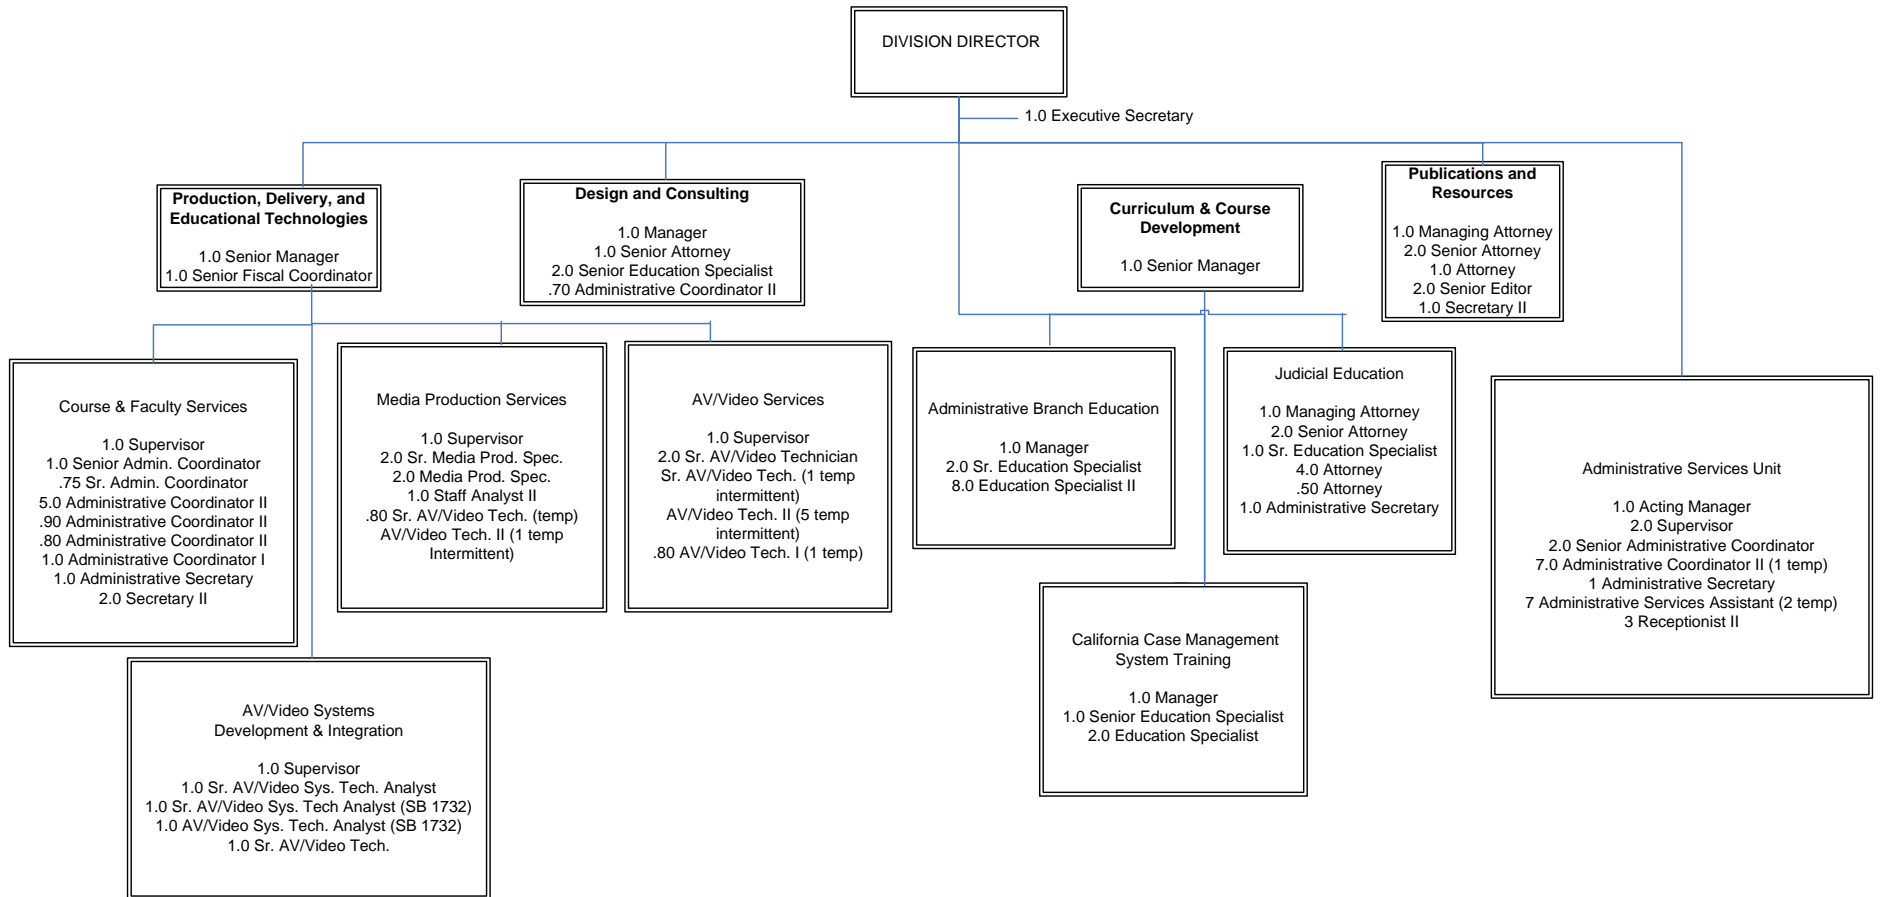 DIVISION DIRECTOR
1.0 Executive Secretary
Production, Delivery, and
Educational Technologies
1.0 Senior Manager
1.0 Senior Fiscal Coordinator
Design and Consulting
1.0 Manager
1.0 Senior Attorney
2.0 Senior Education Specialist
.70 Administrative Coordinator II
Curriculum & Course
Development
1.0 Senior Manager
Publications and
Resources
1.0 Managing Attorney
2.0 Senior Attorney
1.0 Attorney
2.0 Senior Editor
1.0 Secretary II
Course & Faculty Services
1.0 Supervisor
1.0 Senior Admin. Coordinator
.75 Sr. Admin. Coordinator
5.0 Administrative Coordinator II
.90 Administrative Coordinator II
.80 Administrative Coordinator II
1.0 Administrative Coordinator I
1.0 Administrative Secretary
2.0 Secretary II
Media Production Services
1.0 Supervisor
2.0 Sr. Media Prod. Spec.
2.0 Media Prod. Spec.
1.0 Staff Analyst II
.80 Sr. AV/Video Tech. (temp)
AV/Video Tech. II (1 temp
Intermittent)
AV/Video Services
1.0 Supervisor
2.0 Sr. AV/Video Technician
Sr. AV/Video Tech. (1 temp
intermittent)
AV/Video Tech. II (5 temp
intermittent)
.80 AV/Video Tech. I (1 temp)
Administrative Branch Education
1.0 Manager
2.0 Sr. Education Specialist
8.0 Education Specialist II
Judicial Education
1.0 Managing Attorney
2.0 Senior Attorney
1.0 Sr. Education Specialist
4.0 Attorney
.50 Attorney
1.0 Administrative Secretary
Administrative Services Unit
1.0 Acting Manager
2.0 Supervisor
2.0 Senior Administrative Coordinator
7.0 Administrative Coordinator II (1 temp)
1 Administrative Secretary
7 Administrative Services Assistant (2 temp)
3 Receptionist II
AV/Video Systems
Development & Integration
1.0 Supervisor
1.0 Sr. AV/Video Sys. Tech. Analyst
1.0 Sr. AV/Video Sys. Tech Analyst (SB 1732)
1.0 AV/Video Sys. Tech. Analyst (SB 1732)
1.0 Sr. AV/Video Tech.
California Case Management
System Training
1.0 Manager
1.0 Senior Education Specialist
2.0 Education Specialist